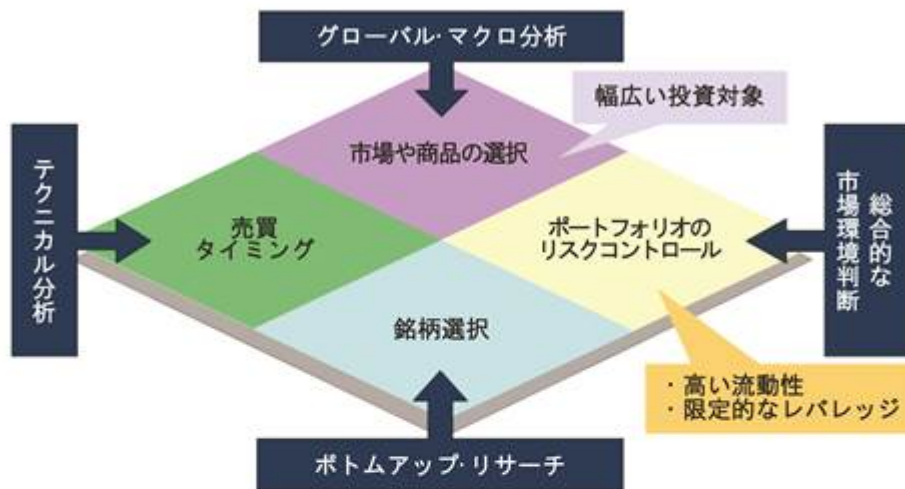 グローバル・マクロ分析
幅広い投資対象
市場や商品の選択
テクニカル分析
売買
タイミング
ポートフォリオの
リスクコントロール
総合的な
市場環境判断
銘柄選択
・高い流動性
・限定的なレバレッジ
ボトムアップ・リサーチ